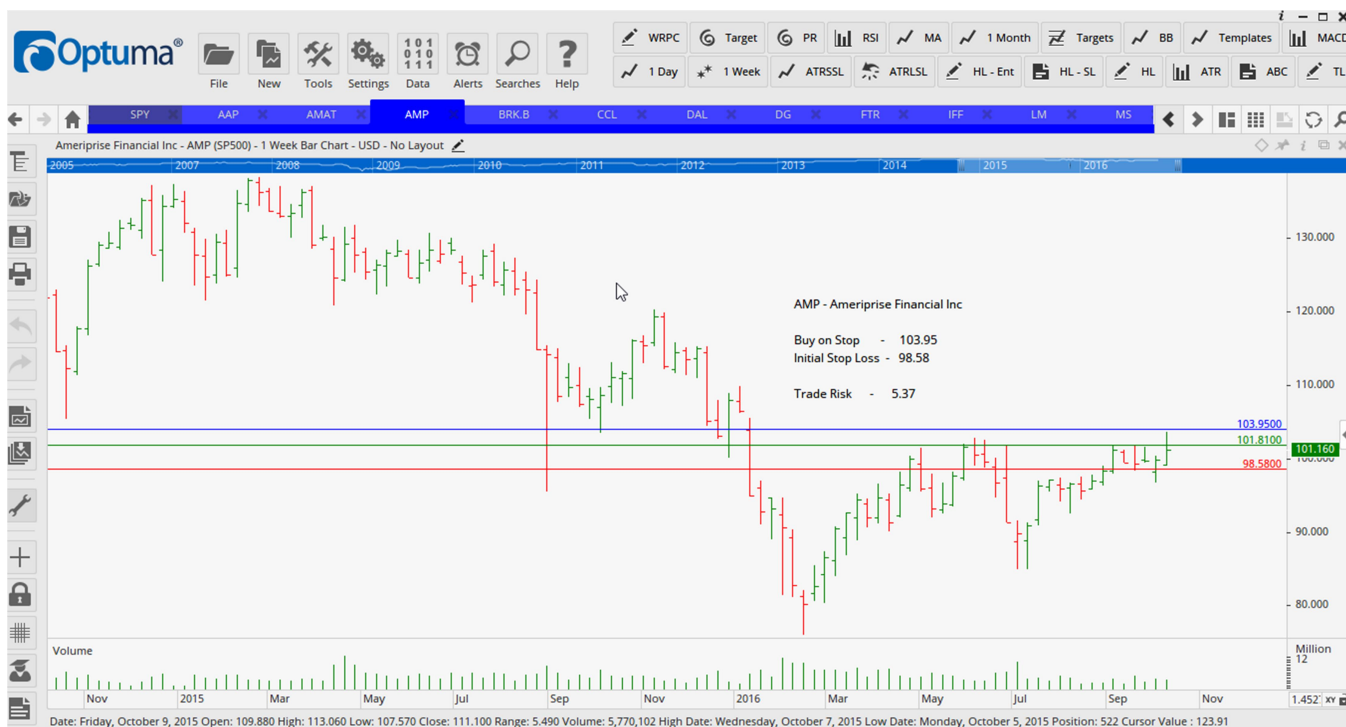 i
Optuma®
WRPC Target PR RSI MA 1 Month Targets BB Templates MACD
101
010
111
?
File New Tools Settings Data Alerts Searches Help
1 Day 1 Week ATRSSL ATRLSL HL - Ent HL - SL HL ATR ABC TL
SPY AAP AMAT AMP BRK.B CCL DAL DG FTR IFF LM MS
Ameriprise Financial Inc - AMP (SP500) - 1 Week Bar Chart - USD - No Layout
i
2005 2007 2008 2009 2010 2011 2012 2013 2014 2015 2016
130.000
AMP - Ameriprise Financial Inc
120.000
Buy on Stop - 103.95
Initial Stop Loss - 98.58
110.000
Trade Risk - 5.37
103.9500
101.8100
101.160
100.000
98.5800
90.000
80.000
Volume
Million
12
Nov 2015 Mar May Jul Sep Nov 2016 Mar May Jul Sep Nov
1.452 XY
Date: Friday, October 9, 2015 Open: 109.880 High: 113.060 Low: 107.570 Close: 111.100 Range: 5.490 Volume: 5,770,102 High Date: Wednesday, October 7, 2015 Low Date: Monday, October 5, 2015 Position: 522 Cursor Value : 123.91